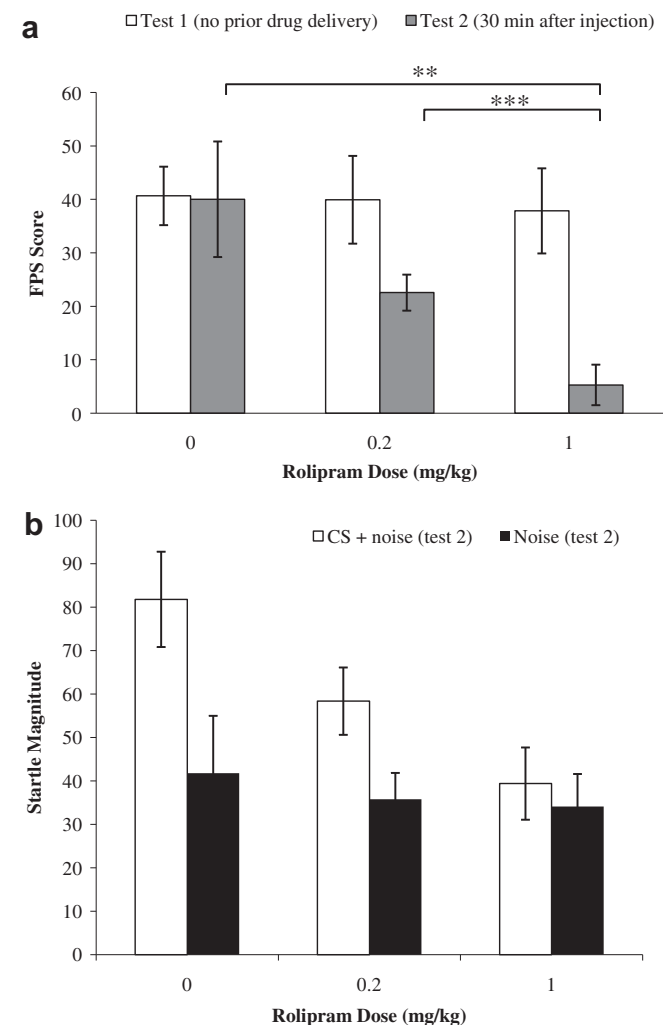 a
Test 1 (no prior drug delivery) Test 2 (30 min after injection)
**
***
60
50
40
30
20
10
0
FPS Score
0 0.2 1
Rolipram Dose (mg/kg)
b
CS + noise (test 2) Noise (test 2)
100
90
80
70
60
50
40
30
20
10
0
Startle Magnitude
0 0.2 1
Rolipram Dose (mg/kg)